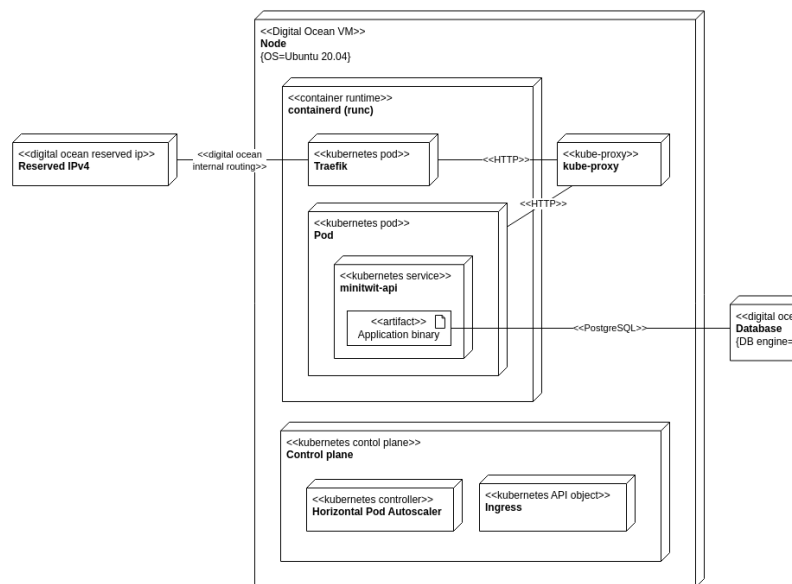 <<Digital Ocean VM>>
Node
{OS=Ubuntu 20.04}
<<container runtime>>
containerd (runc)
<<digital ocean reserved ip>>
Reserved IPv4
<<digital ocean
internal routing>>
<<kubernetes pod>>
Traefik
<<HTTP>>
<<kube-proxy>>
kube-proxy
<<HTTP>>
<<kubernetes pod>>
Pod
<<kubernetes service>>
minitwit-api
<<artifact>>
Application binary
<<PostgreSQL>>
<<digital
Database
{DB engine=
<<kubernetes contol plane>>
Control plane
<<kubernetes controller>>
Horizontal Pod Autoscaler
<<kubernetes API object>>
Ingress